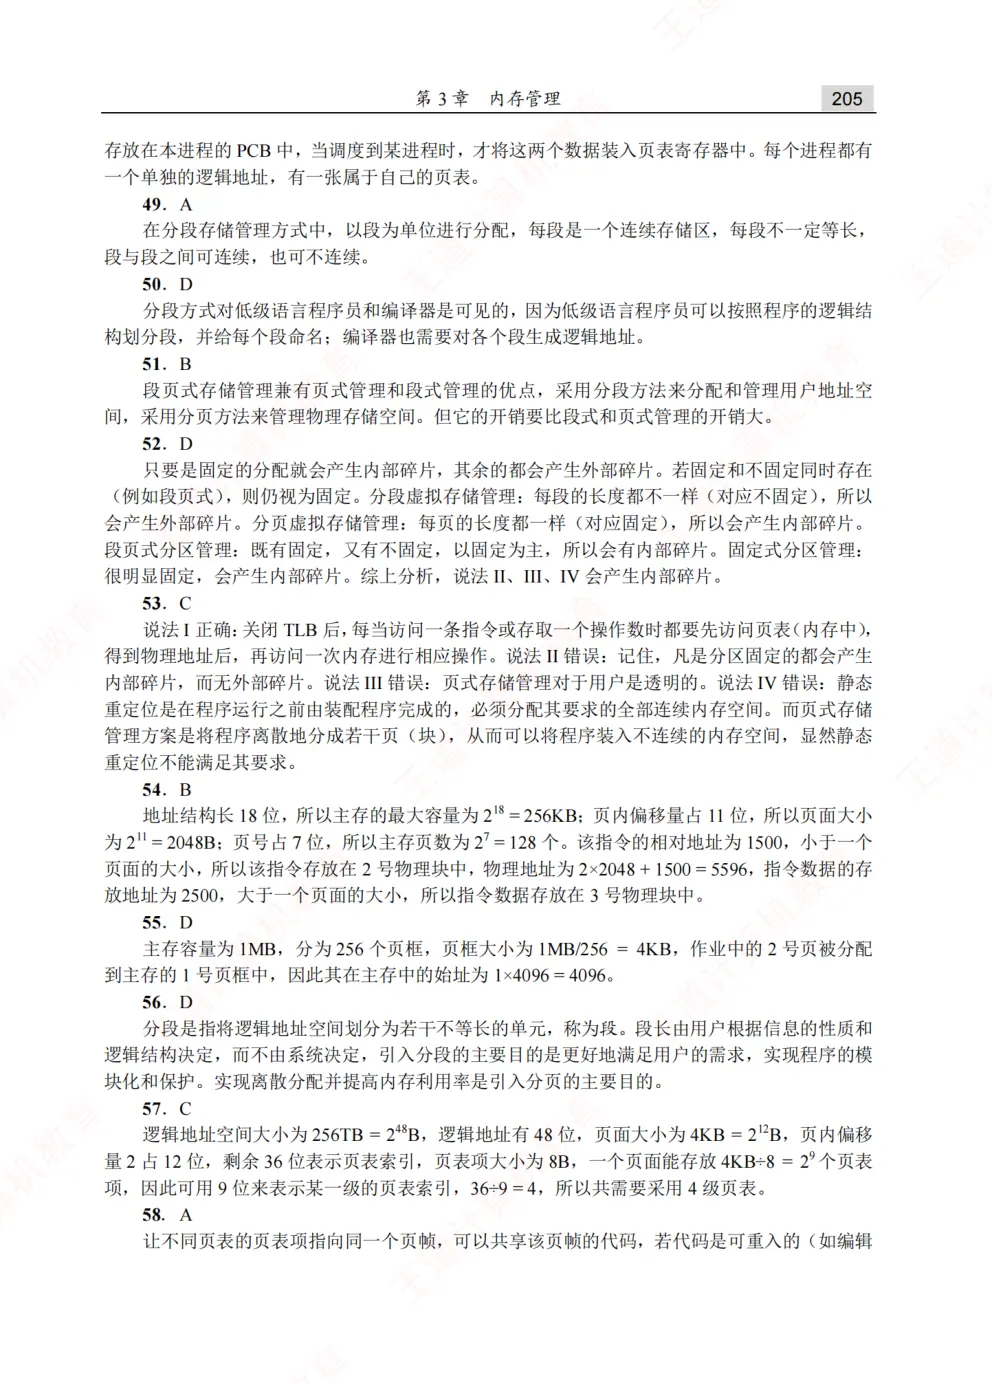 第 3 章 内存管理
205
存放在本进程的 PCB 中，当调度到某进程时，才将这两个数据装入页表寄存器中。每个进程都有
一个单独的逻辑地址，有一张属于自己的页表。
49．A
在分段存储管理方式中，以段为单位进行分配，每段是一个连续存储区，每段不一定等长，
段与段之间可连续，也可不连续。
50．D
分段方式对低级语言程序员和编译器是可见的，因为低级语言程序员可以按照程序的逻辑结
构划分段，并给每个段命名；编译器也需要对各个段生成逻辑地址。
51．B
段页式存储管理兼有页式管理和段式管理的优点，采用分段方法来分配和管理用户地址空
间，采用分页方法来管理物理存储空间。但它的开销要比段式和页式管理的开销大。
52．D
只要是固定的分配就会产生内部碎片，其余的都会产生外部碎片。若固定和不固定同时存在
（例如段页式），则仍视为固定。分段虚拟存储管理：每段的长度都不一样（对应不固定），所以
会产生外部碎片。分页虚拟存储管理：每页的长度都一样（对应固定），所以会产生内部碎片。
段页式分区管理：既有固定，又有不固定，以固定为主，所以会有内部碎片。固定式分区管理：
很明显固定，会产生内部碎片。综上分析，说法 II、III、IV 会产生内部碎片。
53．C
说法 I 正确：关闭 TLB 后，每当访问一条指令或存取一个操作数时都要先访问页表（内存中），
得到物理地址后，再访问一次内存进行相应操作。说法 II 错误：记住，凡是分区固定的都会产生
内部碎片，而无外部碎片。说法 III 错误：页式存储管理对于用户是透明的。说法 IV 错误：静态
重定位是在程序运行之前由装配程序完成的，必须分配其要求的全部连续内存空间。而页式存储
管理方案是将程序离散地分成若干页（块），从而可以将程序装入不连续的内存空间，显然静态
重定位不能满足其要求。
54．B
地址结构长 18 位，所以主存的最大容量为 2¹⁸ = 256KB；页内偏移量占 11 位，所以页面大小
为 2¹¹ = 2048B；页号占 7 位，所以主存页数为 2⁷ = 128 个。该指令的相对地址为 1500，小于一个
页面的大小，所以该指令存放在 2 号物理块中，物理地址为 2×2048 + 1500 = 5596，指令数据的存
放地址为 2500，大于一个页面的大小，所以指令数据存放在 3 号物理块中。
55．D
主存容量为 1MB，分为 256 个页框，页框大小为 1MB/256 = 4KB，作业中的 2 号页被分配
到主存的 1 号页框中，因此其在主存中的始址为 1×4096 = 4096。
56．D
分段是指将逻辑地址空间划分为若干不等长的单元，称为段。段长由用户根据信息的性质和
逻辑结构决定，而不由系统决定，引入分段的主要目的是更好地满足用户的需求，实现程序的模
块化和保护。实现离散分配并提高内存利用率是引入分页的主要目的。
57．C
逻辑地址空间大小为 256TB = 2⁴⁸B，逻辑地址有 48 位，页面大小为 4KB = 2¹²B，页内偏移
量 2 占 12 位，剩余 36 位表示页表索引，页表项大小为 8B，一个页面能存放 4KB÷8 = 2⁹ 个页表
项，因此可用 9 位来表示某一级的页表索引，36÷9 = 4，所以共需要采用 4 级页表。
58．A
让不同页表的页表项指向同一个页帧，可以共享该页帧的代码，若代码是可重入的（如编辑